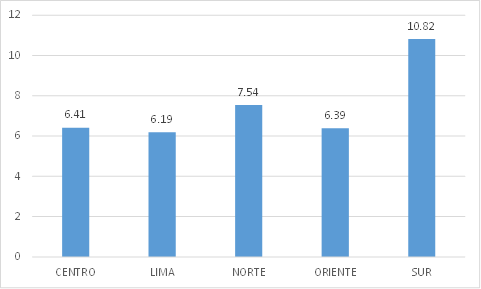 12
10
8
6
4
2
0
6.41
6.19
7.54
6.39
10.82
CENTRO
LIMA
NORTE
ORIENTE
SUR